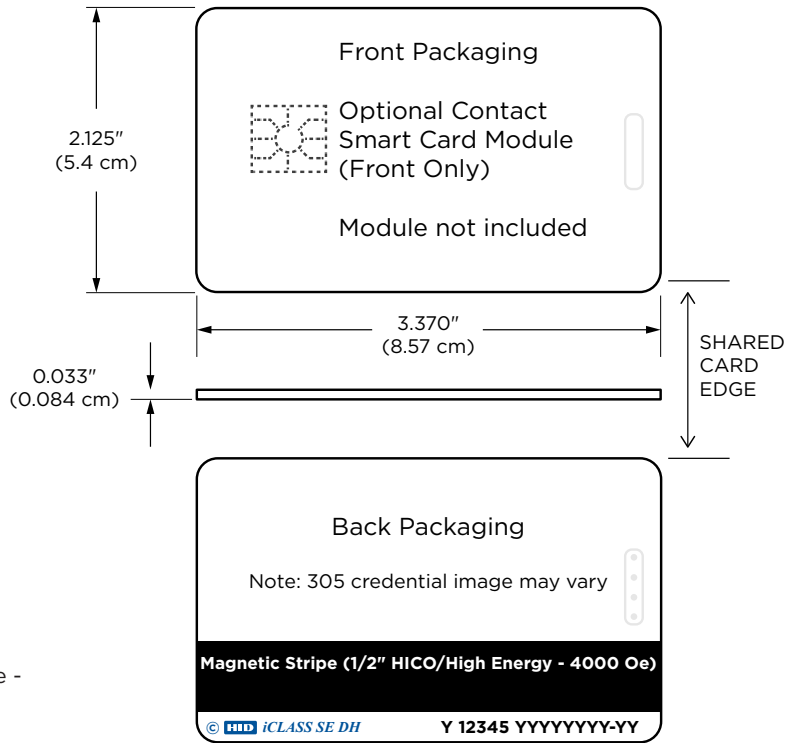 Front Packaging
2.125"
(5.4 cm)
Optional Contact
Smart Card Module
(Front Only)
Module not included
3.370"
(8.57 cm)
SHARED
CARD
EDGE
0.033"
(0.084 cm)
Back Packaging
Note: 305 credential image may vary
e -
Magnetic Stripe (1/2" HICO/High Energy - 4000 Oe)
© HID iCLASS SE DH Y 12345 YYYYYYYY-YY